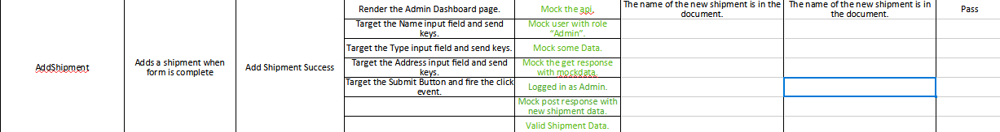 AddShipment
Adds a shipment when
form is complete
Add Shipment Success
Render the Admin Dashboard page.
Target the Name input field and send
keys.
Target the Type input field and send keys.
Target the Address input field and send
keys.
Target the Submit Button and fire the click
event.
Mock the api.
Mock user with role
“Admin”.
Mock some Data.
Mock the get response
with mockdata.
Logged in as Admin.
Mock post response with
new shipment data.
Valid Shipment Data.
The name of the new shipment is in the
document.
The name of the new shipment is in
the document.
Pass